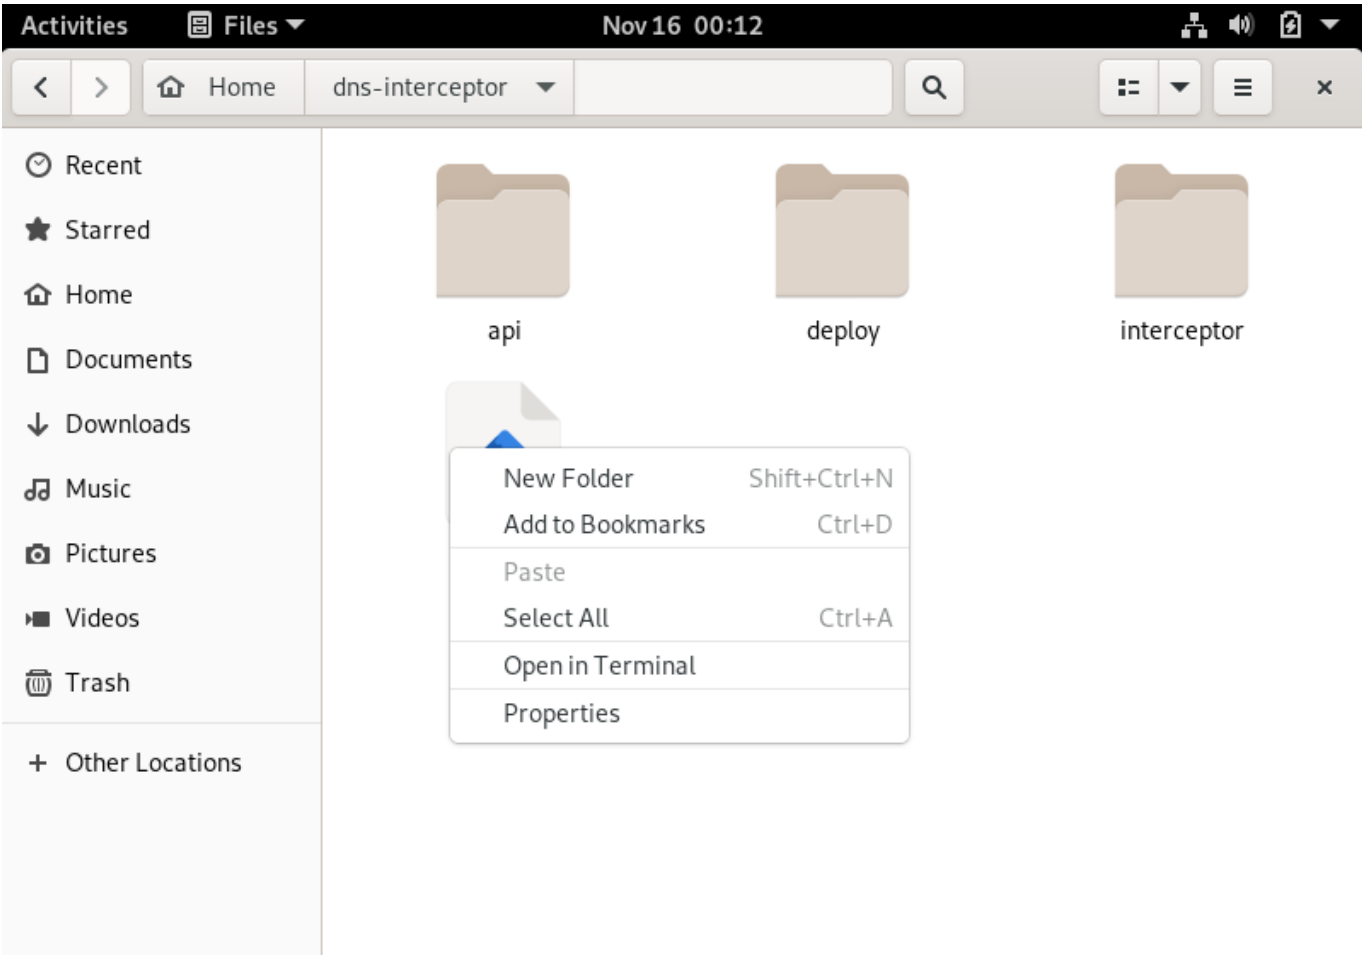 Activities Files Nov 16 00:12
Home dns-interceptor
Recent
Starred
Home
Documents
Downloads
Music
Pictures
Videos
Trash
Other Locations
api deploy interceptor
New Folder Shift+Ctrl+N
Add to Bookmarks Ctrl+D
Paste
Select All Ctrl+A
Open in Terminal
Properties